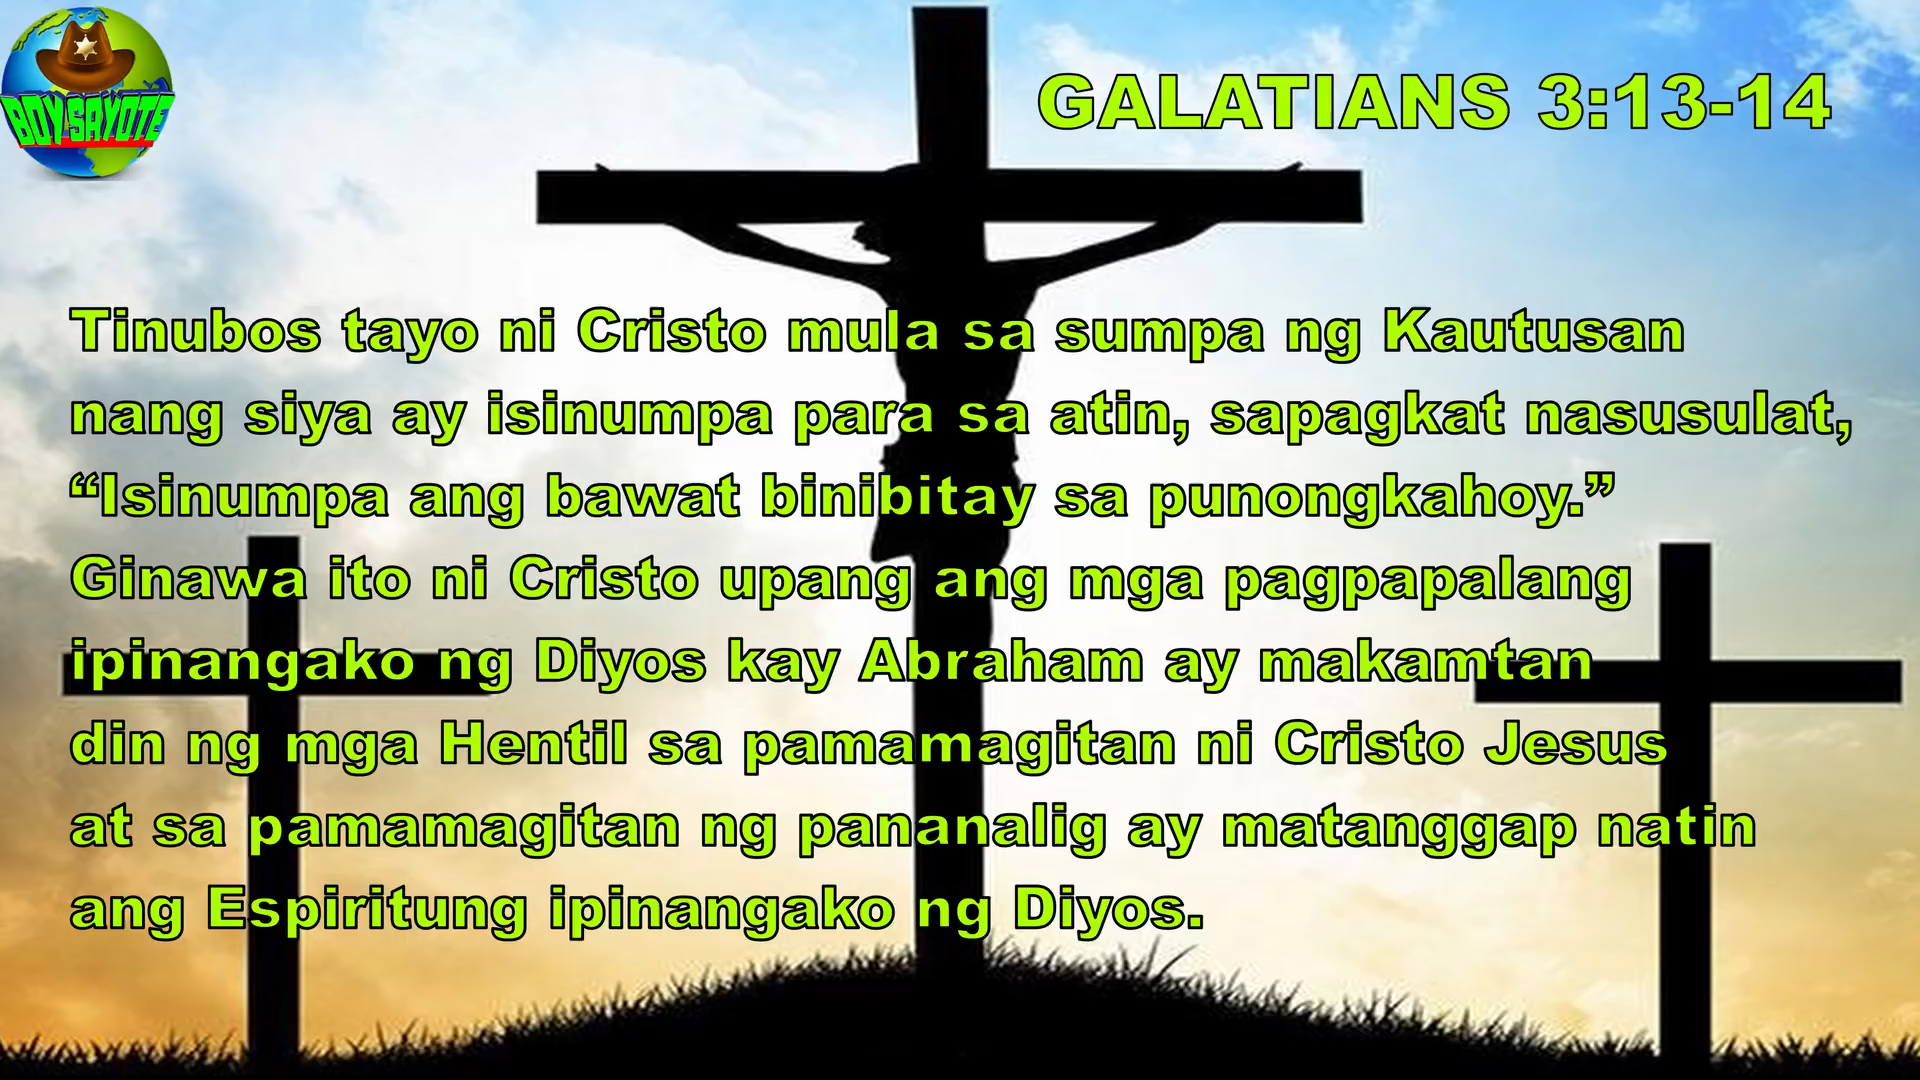 BOY SAYOTE
GALATIANS 3:13-14
Tinubos tayo ni Cristo mula sa sumpa ng Kautusan
nang siya ay isinumpa para sa atin, sapagkat nasusulat,
“Isinumpa ang bawat binibitay sa punongkahoy.”
Ginawa ito ni Cristo upang ang mga pagpapalang
ipinangako ng Diyos kay Abraham ay makamtan
din ng mga Hentil sa pamamagitan ni Cristo Jesus
at sa pamamagitan ng pananalig ay matanggap natin
ang Espiritung ipinangako ng Diyos.